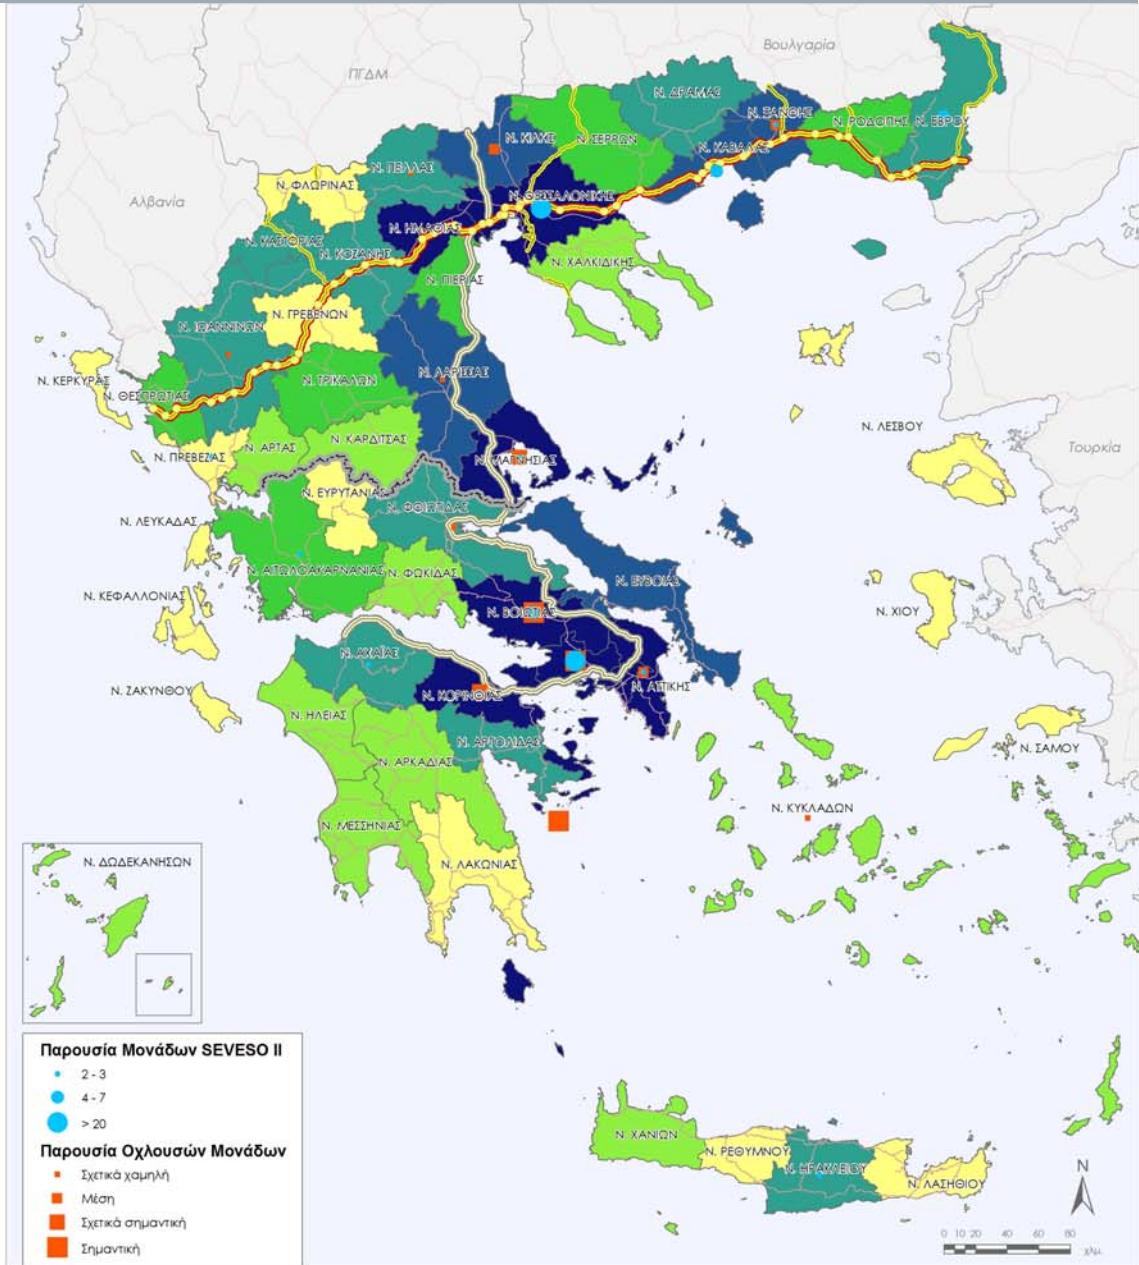 Βουλγαρία
ΠΓΔΜ
Αλβανία
Τουρκία
Ν. ΔΡΑΜΑΣ
Ν. ΞΑΝΘΗΣ
Ν. ΡΟΔΟΠΗΣ
Ν. ΕΒΡΟΥ
Ν. ΚΙΛΚΙΣ
Ν. ΣΕΡΡΩΝ
Ν. ΚΑΒΑΛΑΣ
Ν. ΠΕΛΛΑΣ
Ν. ΦΛΩΡΙΝΑΣ
Ν. ΘΕΣΣΑΛΟΝΙΚΗΣ
Ν. ΗΜΑΘΙΑΣ
Ν. ΚΑΣΤΟΡΙΑΣ
Ν. ΚΟΖΑΝΗΣ
Ν. ΧΑΛΚΙΔΙΚΗΣ
Ν. ΠΙΕΡΙΑΣ
Ν. ΓΡΕΒΕΝΩΝ
Ν. ΙΩΑΝΝΙΝΩΝ
Ν. ΚΕΡΚΥΡΑΣ
Ν. ΘΕΣΠΡΩΤΙΑΣ
Ν. ΤΡΙΚΑΛΩΝ
Ν. ΛΑΡΙΣΣΑΣ
Ν. ΛΕΣΒΟΥ
Ν. ΑΡΤΑΣ
Ν. ΚΑΡΔΙΤΣΑΣ
Ν. ΠΡΕΒΕΖΑΣ
Ν. ΜΑΓΝΗΣΙΑΣ
Ν. ΕΥΡΥΤΑΝΙΑΣ
Ν. ΦΘΙΩΤΙΔΑΣ
Ν. ΛΕΥΚΑΔΑΣ
Ν. ΑΙΤΩΛΟΑΚΑΡΝΑΝΙΑΣ
Ν. ΦΩΚΙΔΑΣ
Ν. ΕΥΒΟΙΑΣ
Ν. ΚΕΦΑΛΛΟΝΙΑΣ
Ν. ΒΟΙΩΤΙΑΣ
Ν. ΧΙΟΥ
Ν. ΑΧΑΪΑΣ
Ν. ΖΑΚΥΝΘΟΥ
Ν. ΚΟΡΙΝΘΙΑΣ
Ν. ΑΤΤΙΚΗΣ
Ν. ΗΛΕΙΑΣ
Ν. ΑΡΓΟΛΙΔΑΣ
Ν. ΣΑΜΟΥ
Ν. ΑΡΚΑΔΙΑΣ
Ν. ΚΥΚΛΑΔΩΝ
Ν. ΜΕΣΣΗΝΙΑΣ
Ν. ΛΑΚΩΝΙΑΣ
Ν. ΔΩΔΕΚΑΝΗΣΩΝ
Ν. ΧΑΝΙΩΝ
Ν. ΡΕΘΥΜΝΟΥ
Ν. ΗΡΑΚΛΕΙΟΥ
Ν. ΛΑΣΗΘΙΟΥ
Παρουσία Μονάδων SEVESO II
2 - 3
4 - 7
> 20
Παρουσία Οχλουσών Μονάδων
Σχετικά χαμηλή
Μέση
Σχετικά σημαντική
Σημαντική
N
0 10 20 40 60 80
χλμ